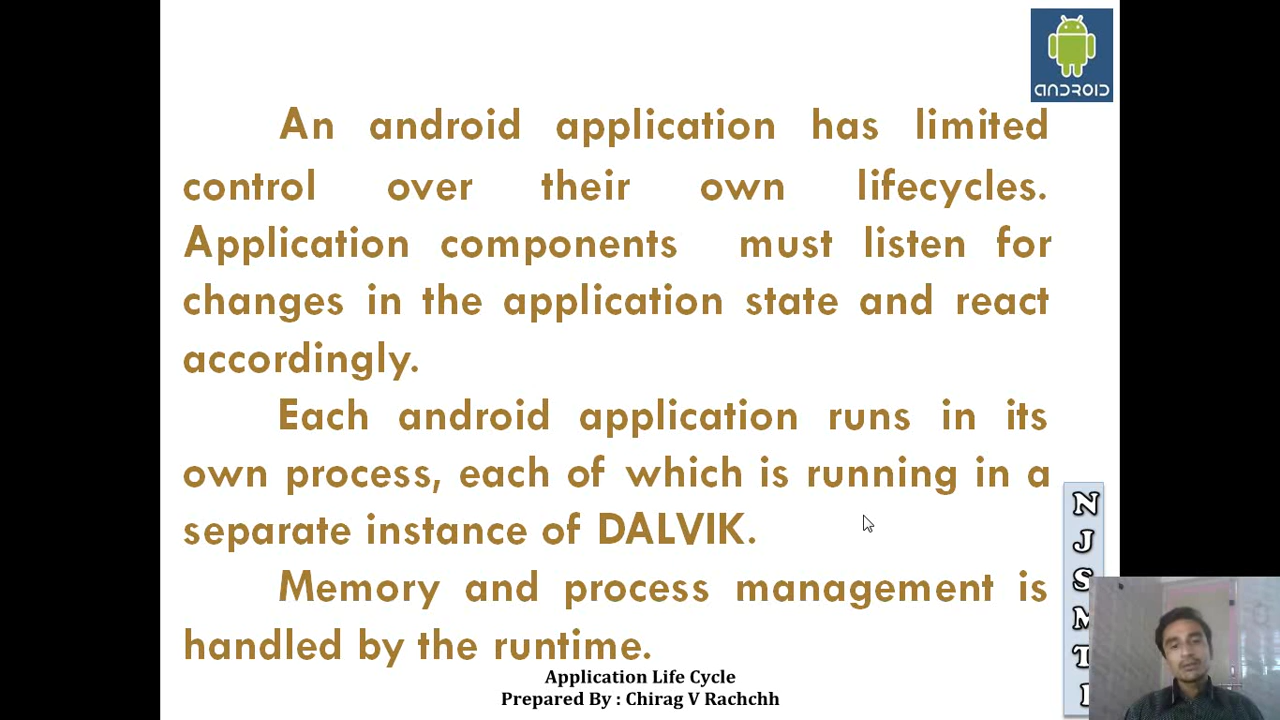 ANDROID
An android application has limited
control over their own lifecycles.
Application components must listen for
changes in the application state and react
accordingly.
Each android application runs in its
own process, each of which is running in a
separate instance of DALVIK.
Memory and process management is
handled by the runtime.
N
J
S
M
T
I
Application Life Cycle
Prepared By : Chirag V Rachchh